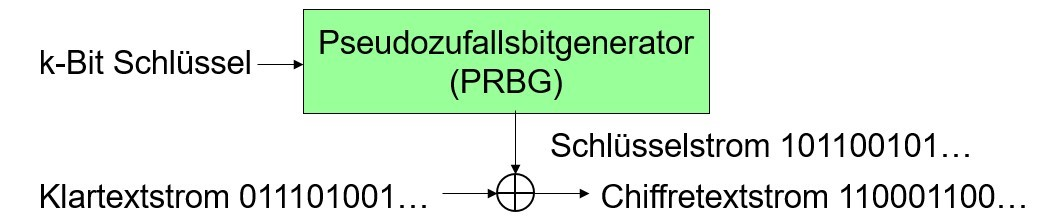 Pseudozufallsbitgenerator
k-Bit Schlüssel
(PRBG)
Schlüsselstrom 101100101…
Klartextstrom 011101001…
Chiffretextstrom 110001100…